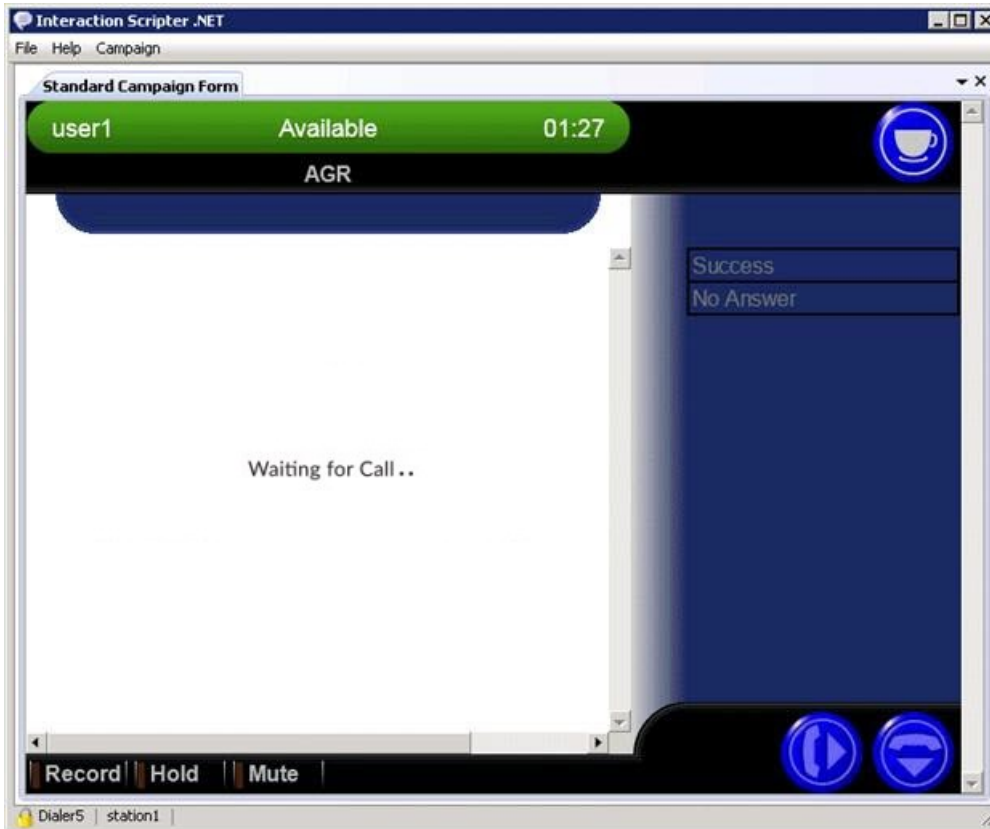 Interaction Scripter .NET
File Help Campaign
Standard Campaign Form
user1 Available 01:27
AGR
Success
No Answer
Waiting for Call..
Record Hold Mute
Dialer5 | station1 |